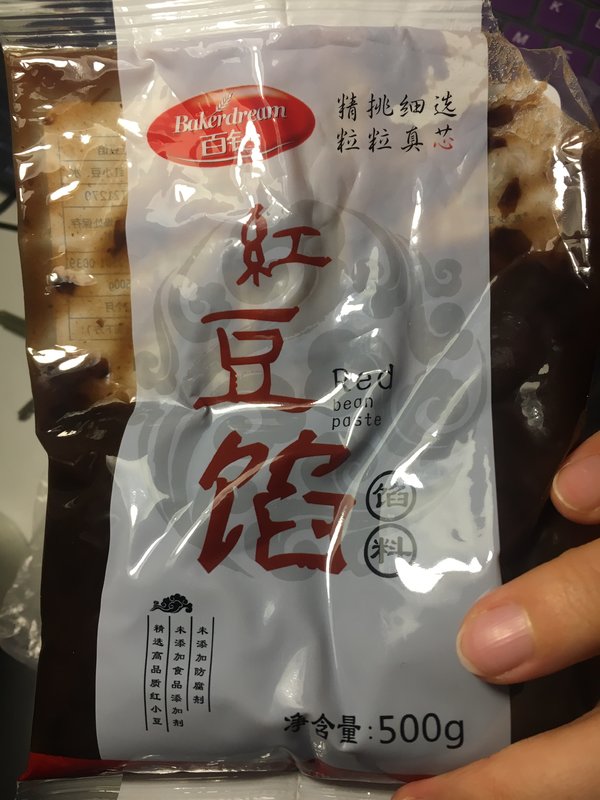 Bakerdream
百钻
精挑细选
粒粒真芯
紅
豆
馅
Red
bean
paste
馅
料
未添加防腐剂
未添加食品添加剂
精选高品质红小豆
净含量:500g